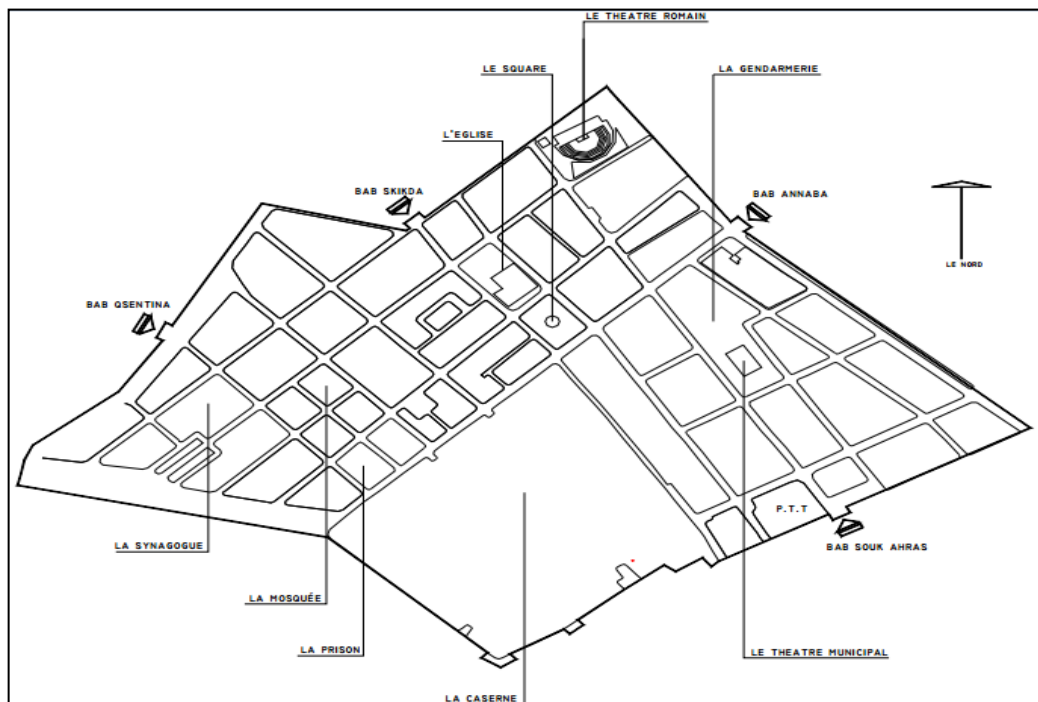 LE THEATRE ROMAIN
LE SQUARE
LA GENDARMERIE
L'EGLISE
BAB SKIKDA
BAB ANNABA
LE NORD
BAB QSENTINA
P.T.T
LA SYNAGOGUE
BAB SOUK AHRAS
LA MOSQUÉE
LA PRISON
LE THEATRE MUNICIPAL
LA CASERNE